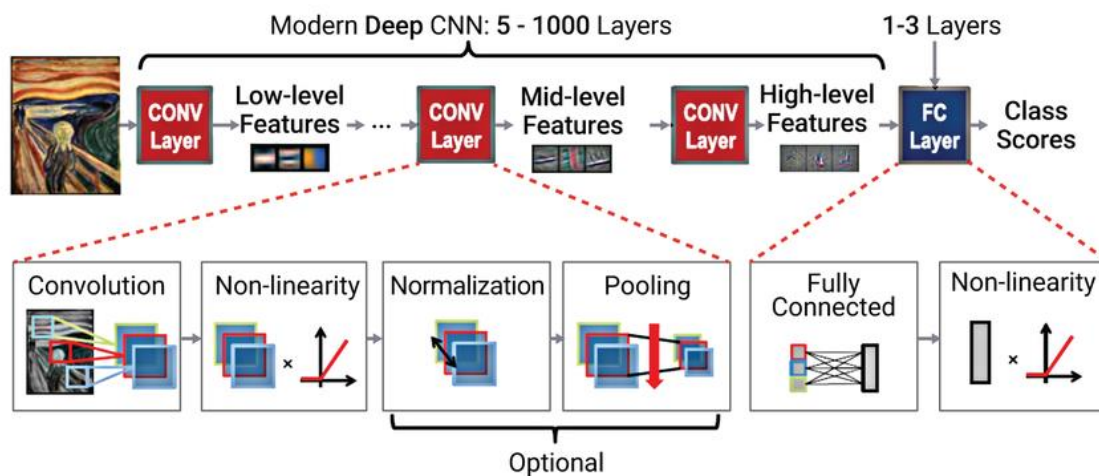 Modern Deep CNN: 5 - 1000 Layers
1-3 Layers
CONV
Layer
Low-level
Features
...
CONV
Layer
Mid-level
Features
CONV
Layer
High-level
Features
FC
Layer
Class
Scores
Convolution
Non-linearity
×
Normalization
Pooling
Fully
Connected
Non-linearity
×
Optional